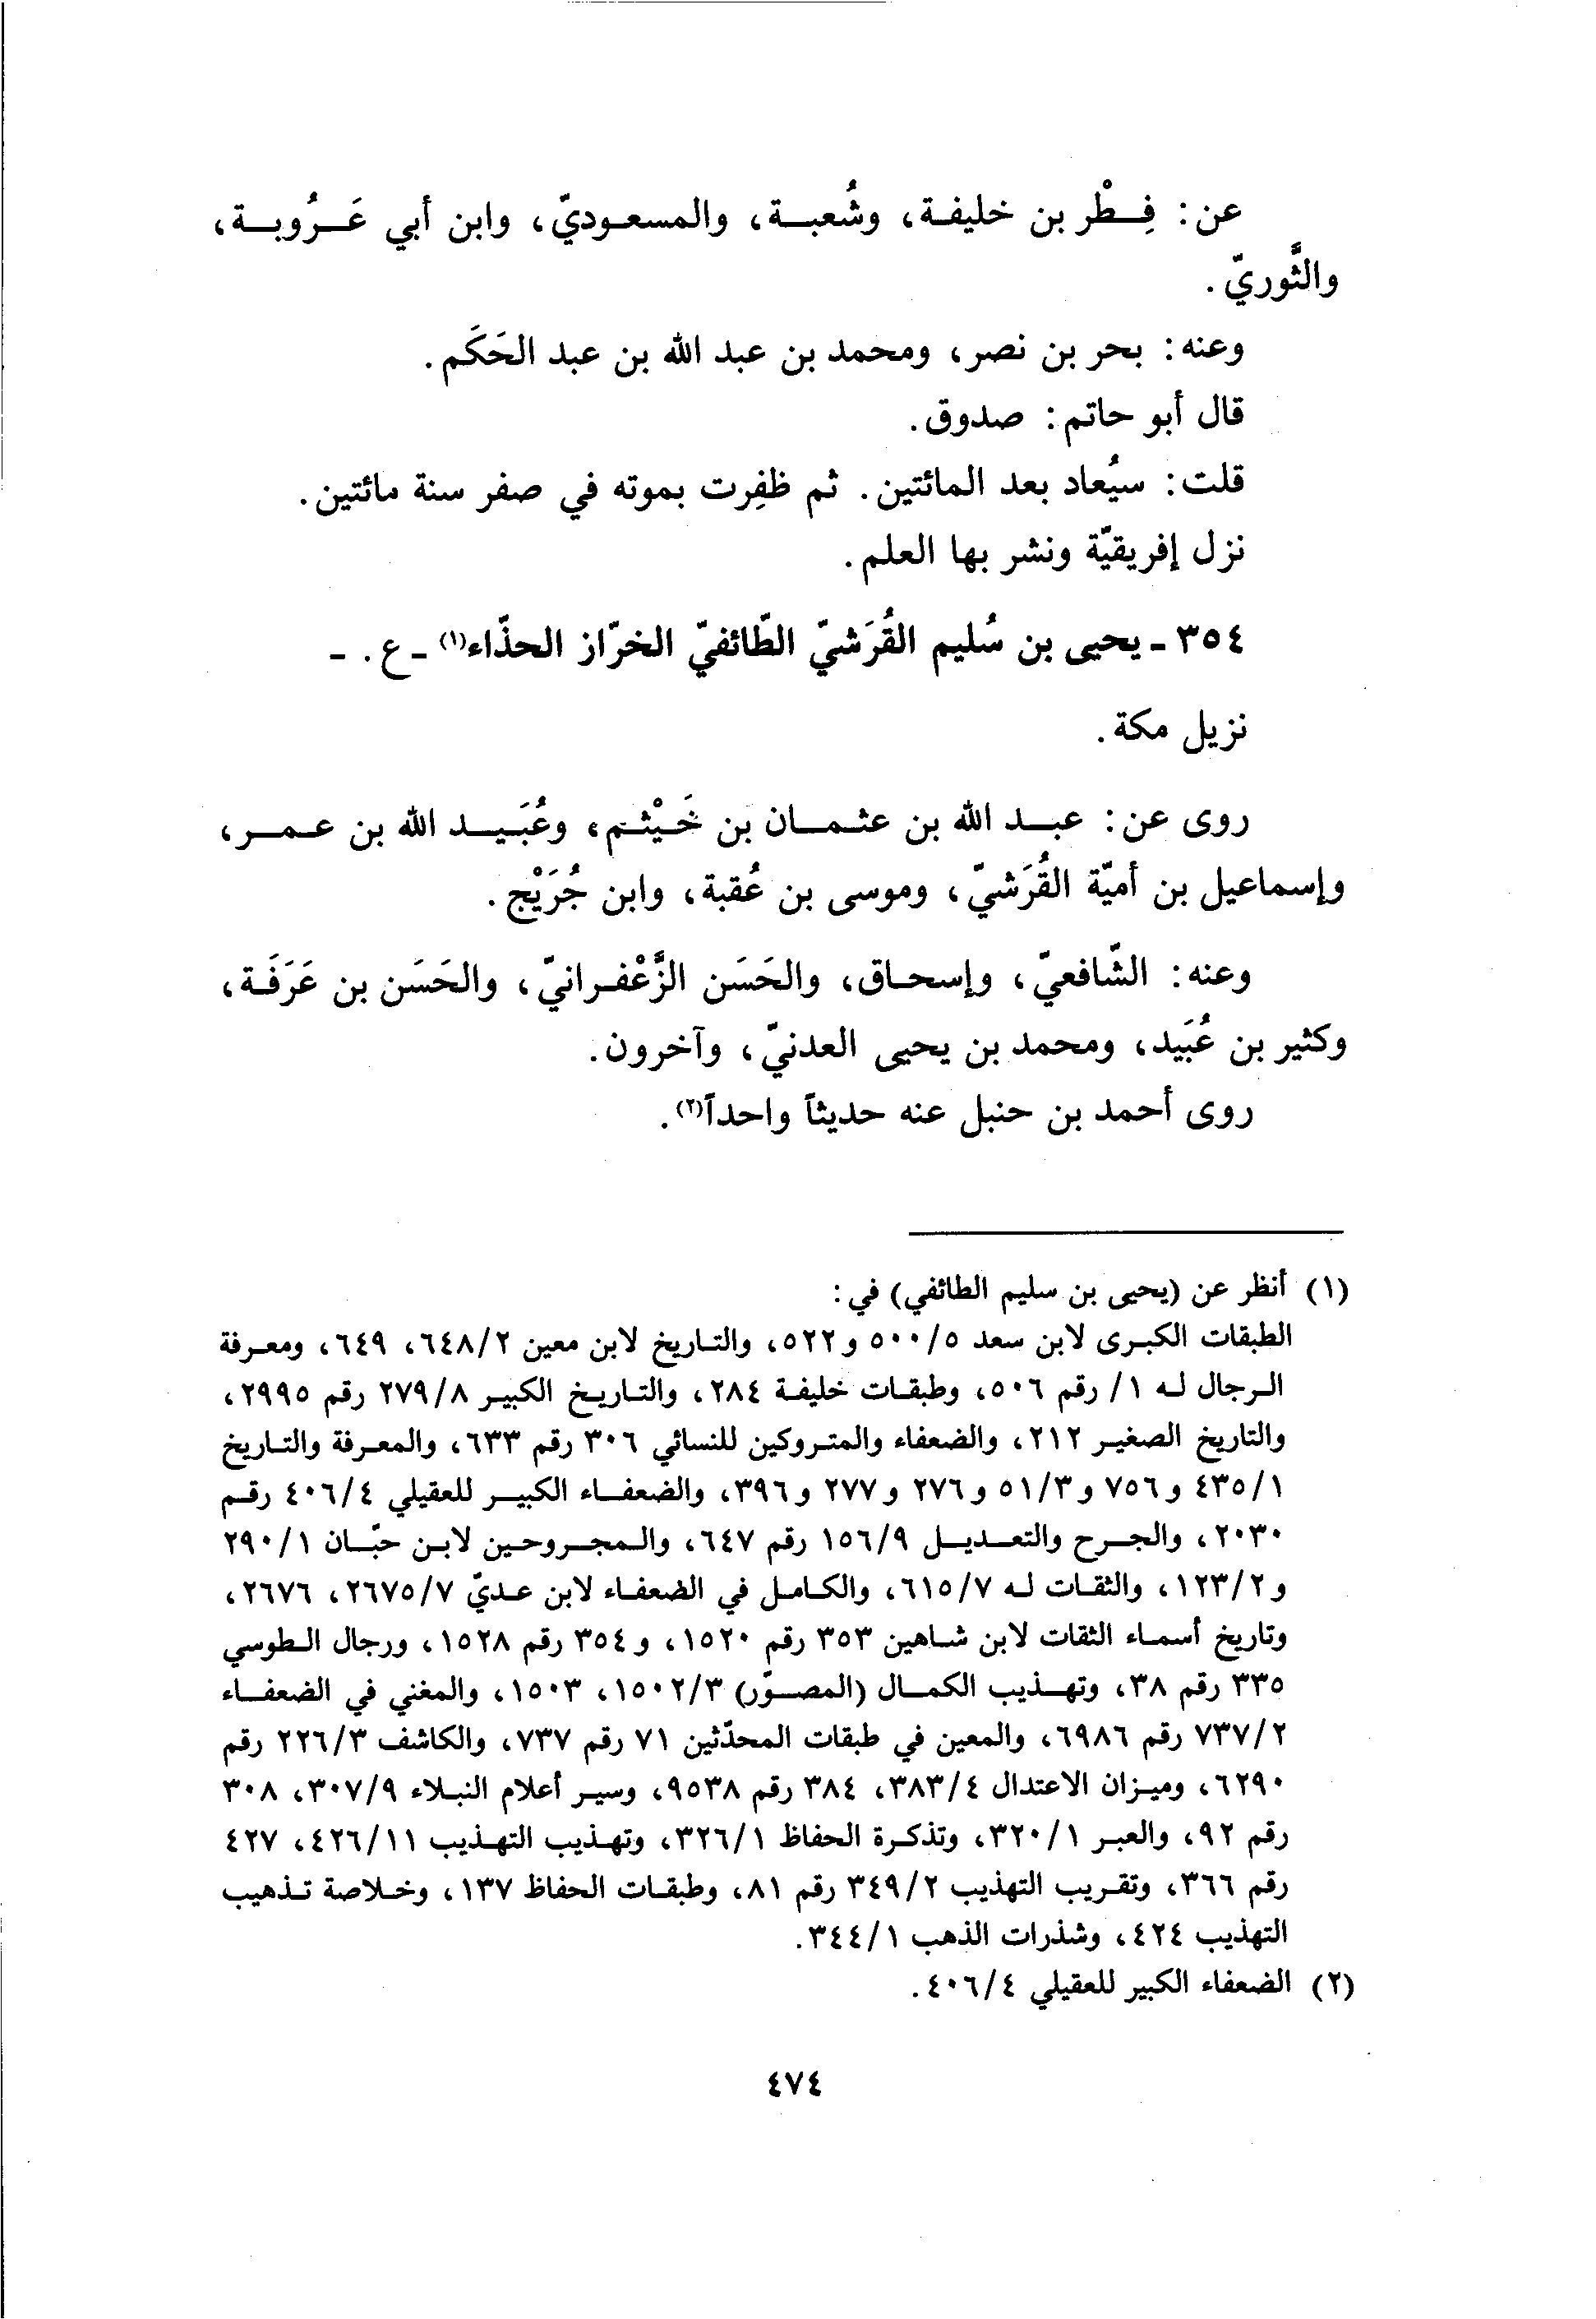 عن: فِطْر بن خليفة، وشُعبة، والمسعوديّ، وابن أبي عَرُوبة،
والثَّوريّ.
وعنه: بحر بن نصر، ومحمد بن عبد الله بن عبد الحَكَم.
قال أبو حاتم: صدوق.
قلت: سيُعاد بعد المائتين. ثم ظفِرت بموته في صفر سنة مائتين.
نزل إفريقيّة ونشر بها العلم.
٣٥٤ - يحيى بن سُليم القُرَشيّ الطّائفيّ الخرّاز الحذّاء(١) - ع. -
نزيل مكة.
روى عن: عبد الله بن عثمان بن خَيْثم، وعُبَيد الله بن عمر،
وإسماعيل بن أميّة القُرَشيّ، وموسى بن عُقبة، وابن جُرَيْج.
وعنه: الشّافعيّ، وإسحاق، والحَسَن الزَّعْفرانيّ، والحَسَن بن عَرَفَة،
وكثير بن عُبَيد، ومحمد بن يحيى العدنيّ، وآخرون.
روى أحمد بن حنبل عنه حديثاً واحداً(٢).
(١) أنظر عن (يحيى بن سليم الطائفي) في:
الطبقات الكبرى لابن سعد ٥/٥٠٠ و٥٢٢، والتاريخ لابن معين ٦٤٨/٢، ٦٤٩، ومعرفة
الرجال له ١/ رقم ٥٠٦، وطبقات خليفة ٢٨٤، والتاريخ الكبير ٢٧٩/٨ رقم ٢٩٩٥،
والتاريخ الصغير ٢١٢، والضعفاء والمتروكين للنسائي ٣٠٦ رقم ٦٣٣، والمعرفة والتاريخ
٤٣٥/١ و٧٥٦ و٥١/٣ و٢٧٦ و٢٧٧ و٣٩٦، والضعفاء الكبير للعقيلي ٤٠٦/٤ رقم
٢٠٣٠، والجرح والتعديل ١٥٦/٩ رقم ٦٤٧، والمجروحين لابن حبّان ٢٩٠/١
و١٢٣/٢، والثقات له ٦١٥/٧، والكامل في الضعفاء لابن عديّ ٢٦٧٥/٧، ٢٦٧٦،
وتاريخ أسماء الثقات لابن شاهين ٣٥٣ رقم ١٥٢٠، و٣٥٤ رقم ١٥٢٨، ورجال الطوسي
٣٣٥ رقم ٣٨، وتهذيب الكمال (المصوّر) ١٥٠٢/٣، ١٥٠٣، والمغني في الضعفاء
٧٣٧/٢ رقم ٦٩٨٦، والمعين في طبقات المحدّثين ٧١ رقم ٧٣٧، والكاشف ٢٢٦/٣ رقم
٦٢٩٠، وميزان الاعتدال ٣٨٣/٤، ٣٨٤ رقم ٩٥٣٨، وسير أعلام النبلاء ٣٠٧/٩، ٣٠٨
رقم ٩٢، والعبر ٣٢٠/١، وتذكرة الحفاظ ٣٢٦/١، وتهذيب التهذيب ٤٢٦/١١، ٤٢٧
رقم ٣٦٦، وتقريب التهذيب ٣٤٩/٢ رقم ٨١، وطبقات الحفاظ ١٣٧، وخلاصة تذهيب
التهذيب ٤٢٤، وشذرات الذهب ٣٤٤/١.
(٢) الضعفاء الكبير للعقيلي ٤٠٦/٤.
٤٧٤